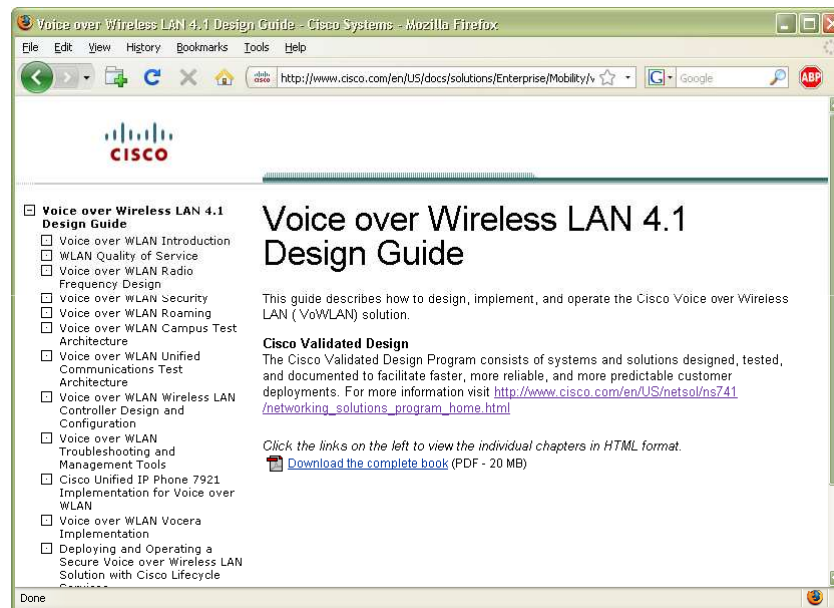 Voice over Wireless LAN 4.1 Design Guide - Cisco Systems - Mozilla Firefox
File Edit View History Bookmarks Tools Help
http://www.cisco.com/en/US/docs/solutions/Enterprise/Mobility/v
G Google
ABP
CISCO
Voice over Wireless LAN 4.1
Design Guide
Voice over WLAN Introduction
WLAN Quality of Service
Voice over WLAN Radio
Frequency Design
Voice over WLAN Security
Voice over WLAN Roaming
Voice over WLAN Campus Test
Architecture
Voice over WLAN Unified
Communications Test
Architecture
Voice over WLAN Wireless LAN
Controller Design and
Configuration
Voice over WLAN
Troubleshooting and
Management Tools
Cisco Unified IP Phone 7921
Implementation for Voice over
WLAN
Voice over WLAN Vocera
Implementation
Deploying and Operating a
Secure Voice over Wireless LAN
Solution with Cisco Lifecycle
Voice over Wireless LAN 4.1
Design Guide
This guide describes how to design, implement, and operate the Cisco Voice over Wireless
LAN ( VoWLAN) solution.
Cisco Validated Design
The Cisco Validated Design Program consists of systems and solutions designed, tested,
and documented to facilitate faster, more reliable, and more predictable customer
deployments. For more information visit http://www.cisco.com/en/US/netsol/ns741
/networking_solutions_program_home.html
Click the links on the left to view the individual chapters in HTML format.
Download the complete book (PDF - 20 MB)
Done